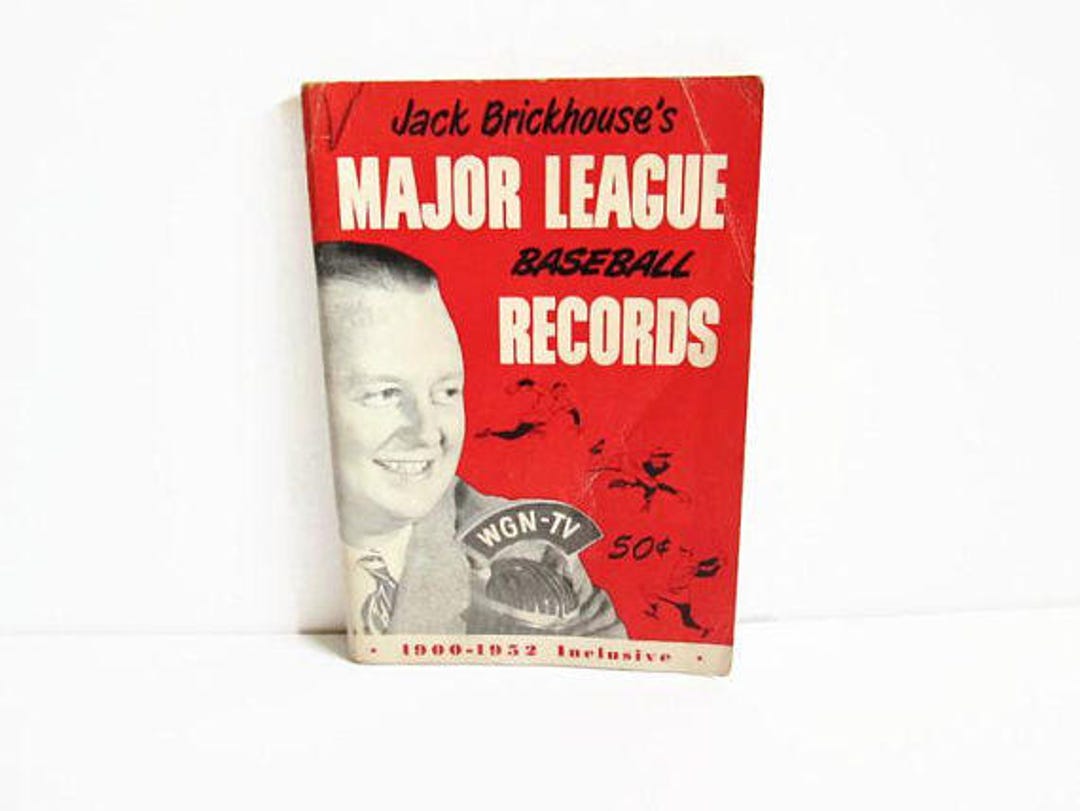 Jack Brickhouse's
MAJOR LEAGUE
BASEBALL
RECORDS
WGN-TV
50¢
• 1900-1952 Inclusive •